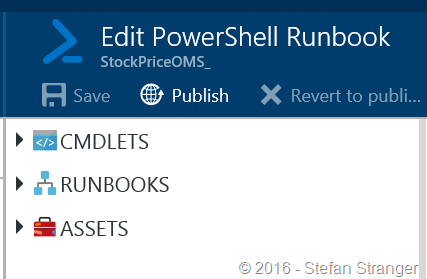 Edit PowerShell Runbook
StockPriceOMS_
Save Publish Revert to publi...
CMDLETS
RUNBOOKS
ASSETS
© 2016 - Stefan Stranger